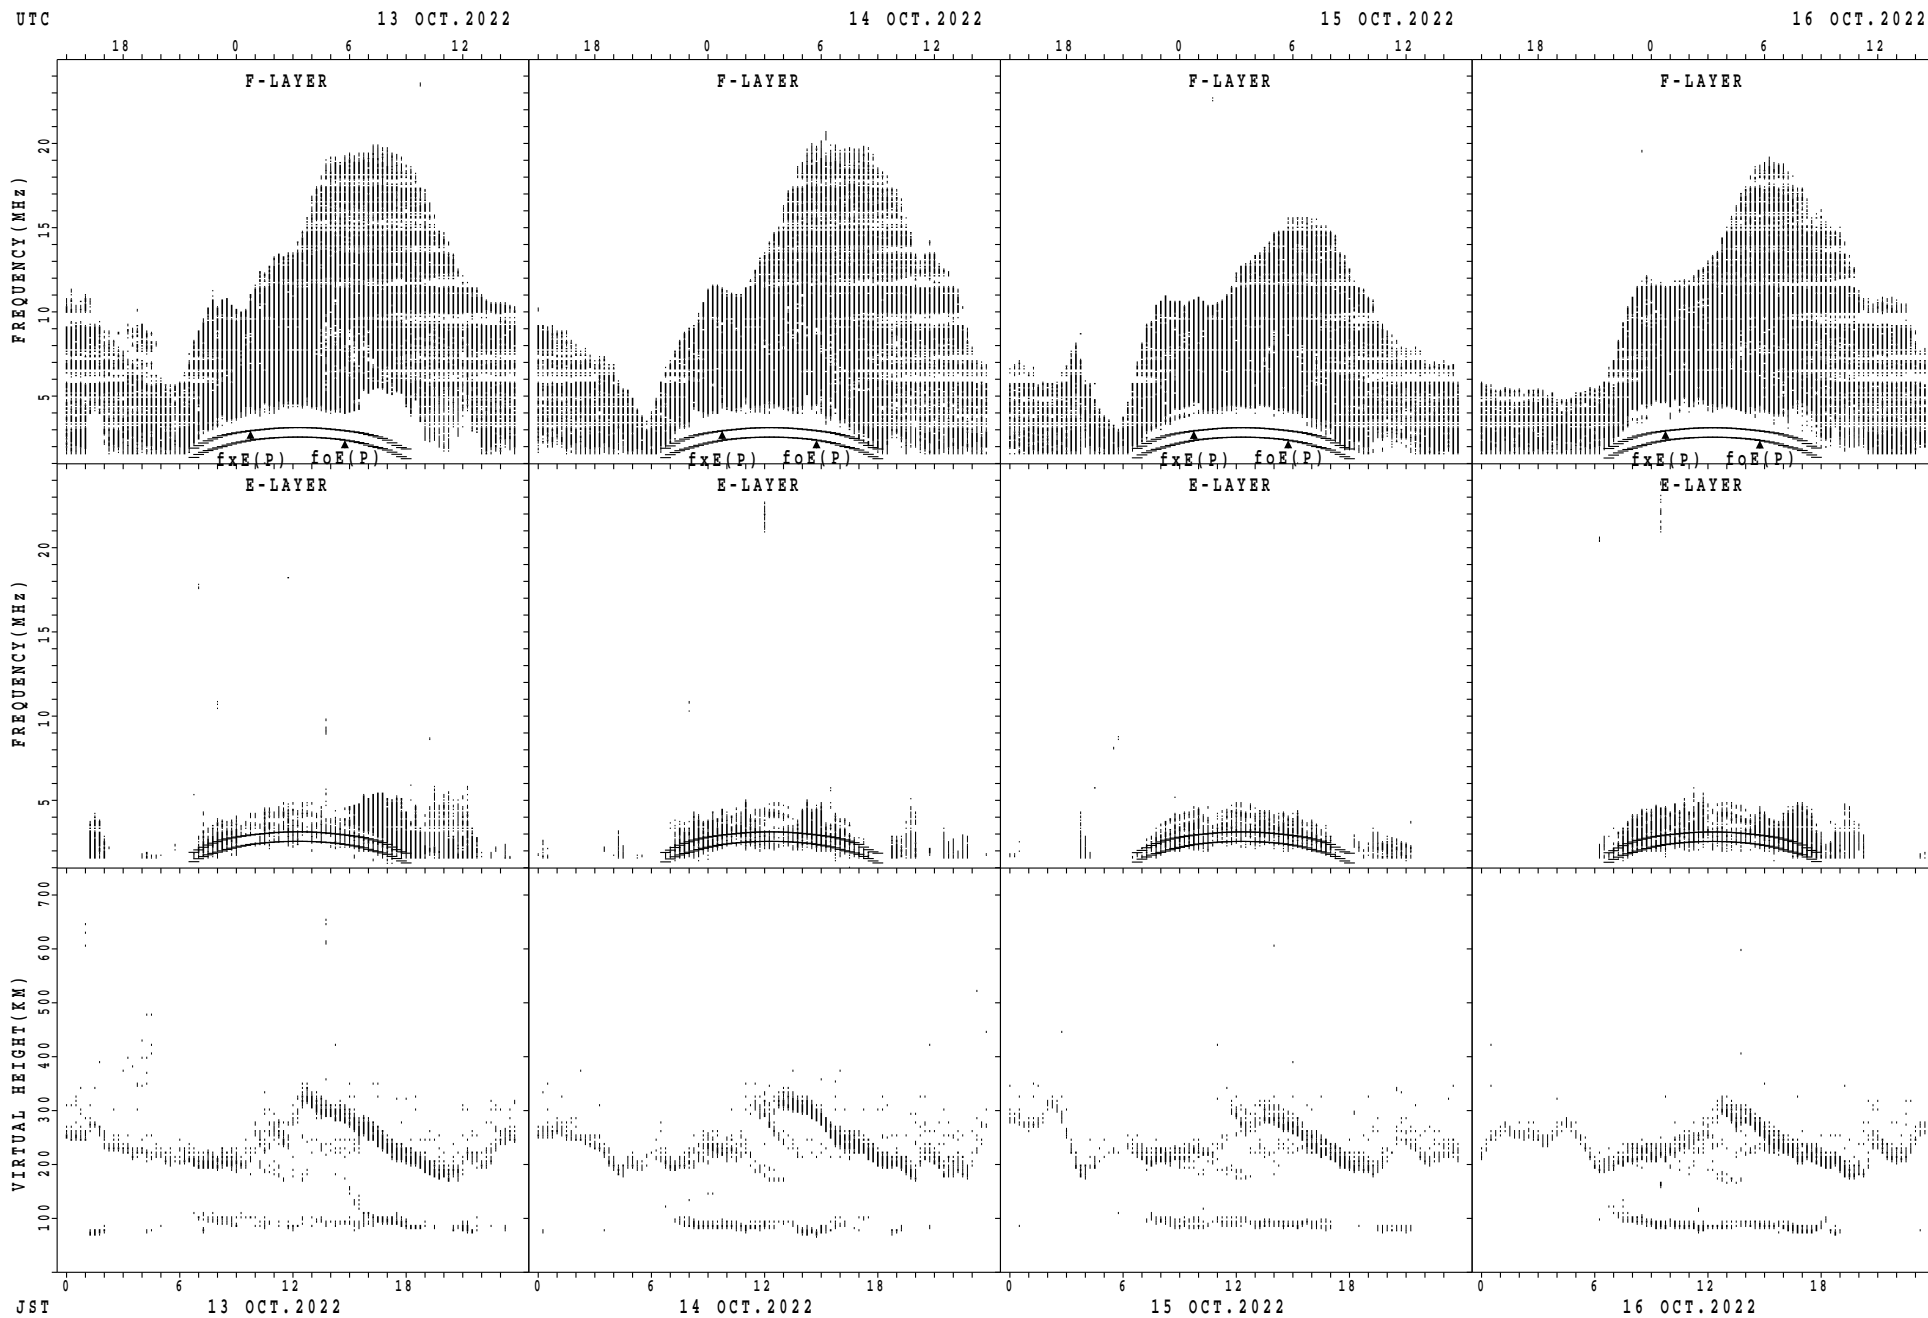 UTC 13 OCT.2022 14 OCT.2022 15 OCT.2022 16 OCT.2022
18 0 6 12 18 0 6 12 18 0 6 12 18 0 6 12
F-LAYER F-LAYER F-LAYER F-LAYER
FREQUENCY(MHz)
20
15
10
5
fxE(P) foE(P) fxE(P) foE(P) fxE(P) foE(P) fxE(P) foE(P)
E-LAYER E-LAYER E-LAYER E-LAYER
FREQUENCY(MHz)
20
15
10
5
VIRTUAL HEIGHT(KM)
700
600
500
400
300
200
100
0 6 12 18 0 6 12 18 0 6 12 18 0 6 12 18
JST 13 OCT.2022 14 OCT.2022 15 OCT.2022 16 OCT.2022